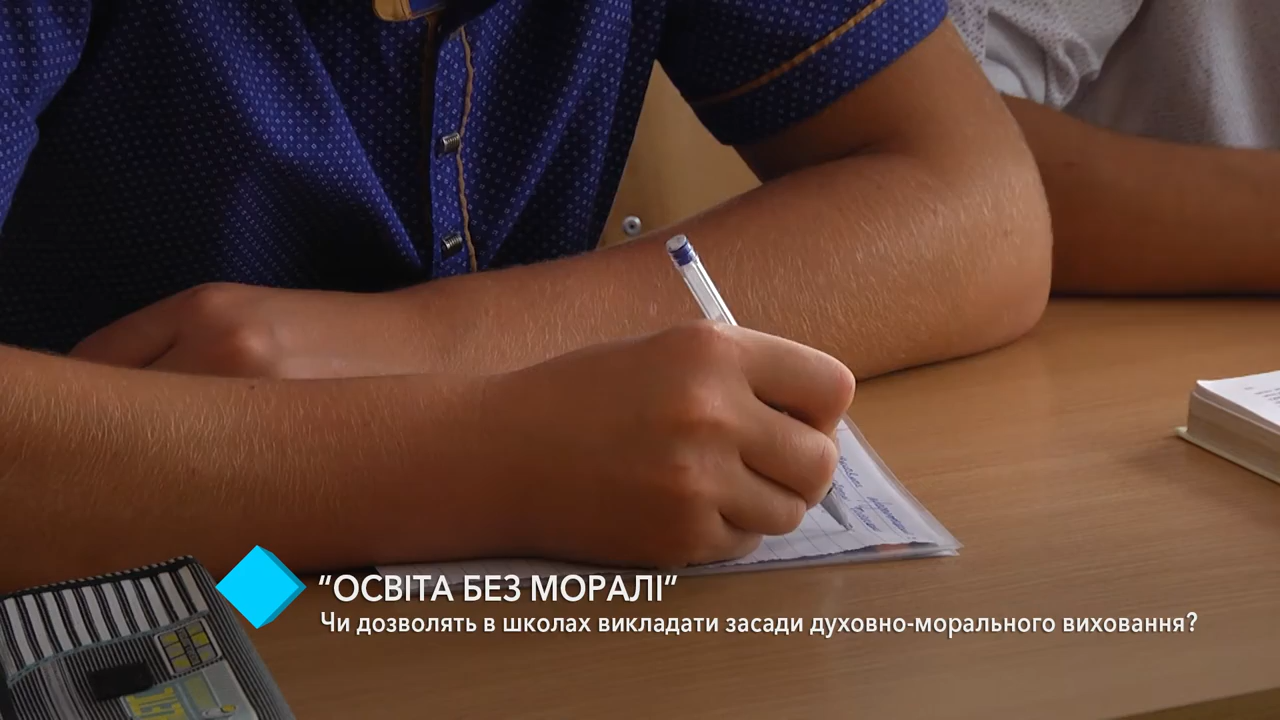 “ОСВІТА БЕЗ МОРАЛІ”
Чи дозволять в школах викладати засади духовно-морального виховання?